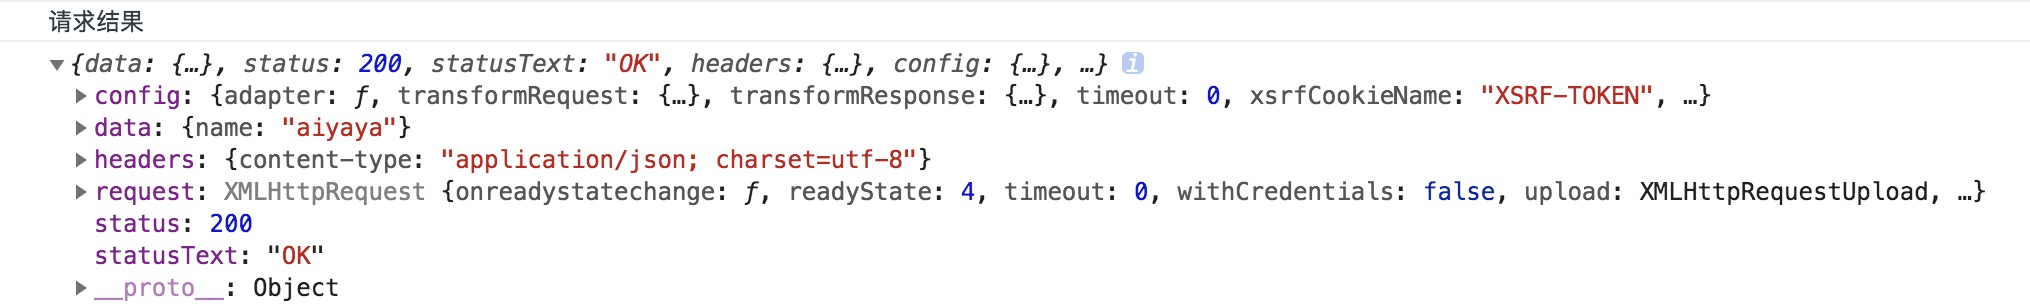 请求结果
▼{data: {…}, status: 200, statusText: "OK", headers: {…}, config: {…}, …} i
▶config: {adapter: ƒ, transformRequest: {…}, transformResponse: {…}, timeout: 0, xsrfCookieName: "XSRF-TOKEN", …}
▶data: {name: "aiyaya"}
▶headers: {content-type: "application/json; charset=utf-8"}
▶request: XMLHttpRequest {onreadystatechange: ƒ, readyState: 4, timeout: 0, withCredentials: false, upload: XMLHttpRequestUpload, …}
status: 200
statusText: "OK"
▶__proto__: Object